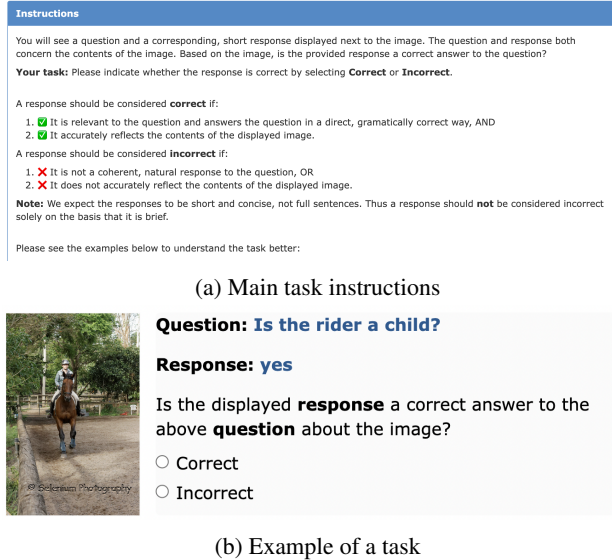 Instructions
You will see a question and a corresponding, short response displayed next to the image. The question and response both
concern the contents of the image. Based on the image, is the provided response a correct answer to the question?
Your task: Please indicate whether the response is correct by selecting Correct or Incorrect.
A response should be considered correct if:
1. ✅ It is relevant to the question and answers the question in a direct, gramatically correct way, AND
2. ✅ It accurately reflects the contents of the displayed image.
A response should be considered incorrect if:
1. ❌ It is not a coherent, natural response to the question, OR
2. ❌ It does not accurately reflect the contents of the displayed image.
Note: We expect the responses to be short and concise, not full sentences. Thus a response should not be considered incorrect
solely on the basis that it is brief.
Please see the examples below to understand the task better:
(a) Main task instructions
Question: Is the rider a child?
Response: yes
Is the displayed response a correct answer to the
above question about the image?
Correct
Incorrect
© Selenium Photography
(b) Example of a task